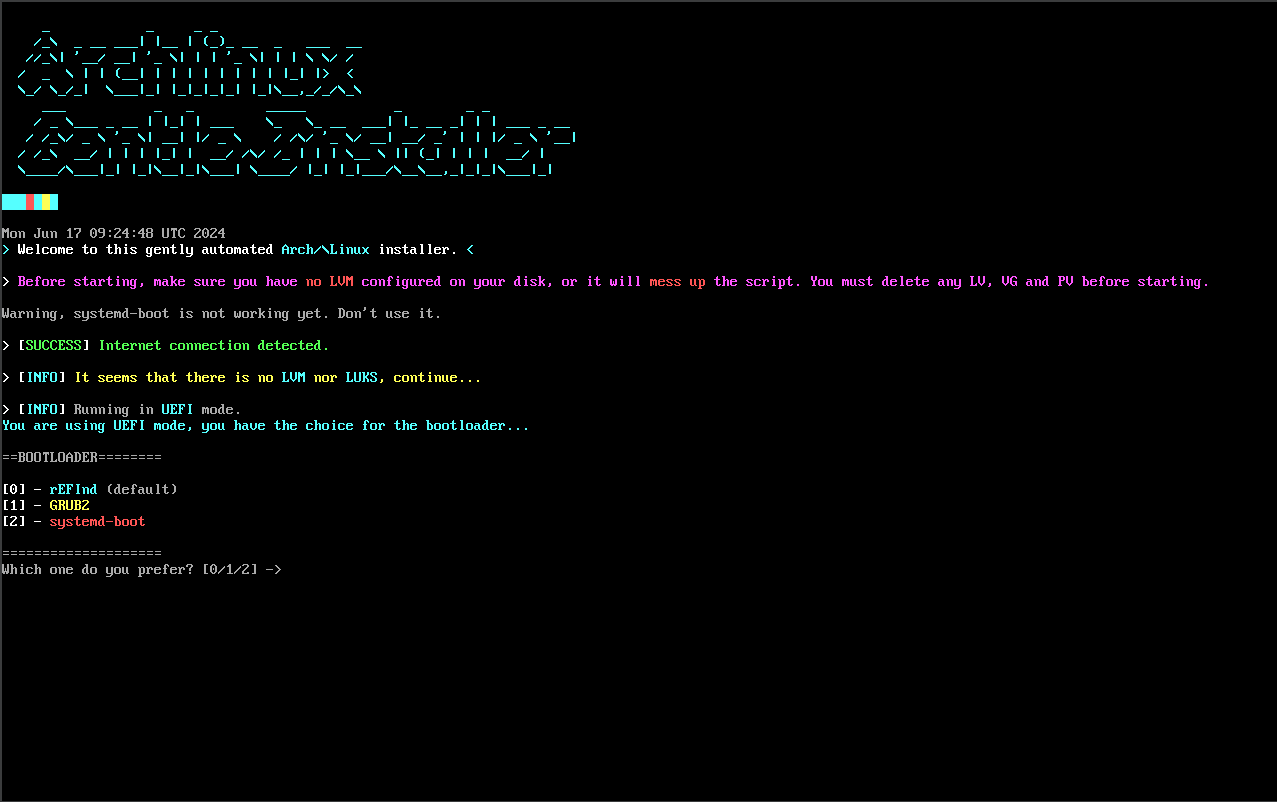 Archlinux
Gentle Installer
Mon Jun 17 09:24:48 UTC 2024
> Welcome to this gently automated Arch/\Linux installer. <
> Before starting, make sure you have no LVM configured on your disk, or it will mess up the script. You must delete any LV, VG and PV before starting.
Warning, systemd-boot is not working yet. Don't use it.
> [SUCCESS] Internet connection detected.
> [INFO] It seems that there is no LVM nor LUKS, continue...
> [INFO] Running in UEFI mode.
You are using UEFI mode, you have the choice for the bootloader...
==BOOTLOADER========
[0] - rEFInd (default)
[1] - GRUB2
[2] - systemd-boot
====================
Which one do you prefer? [0/1/2] ->